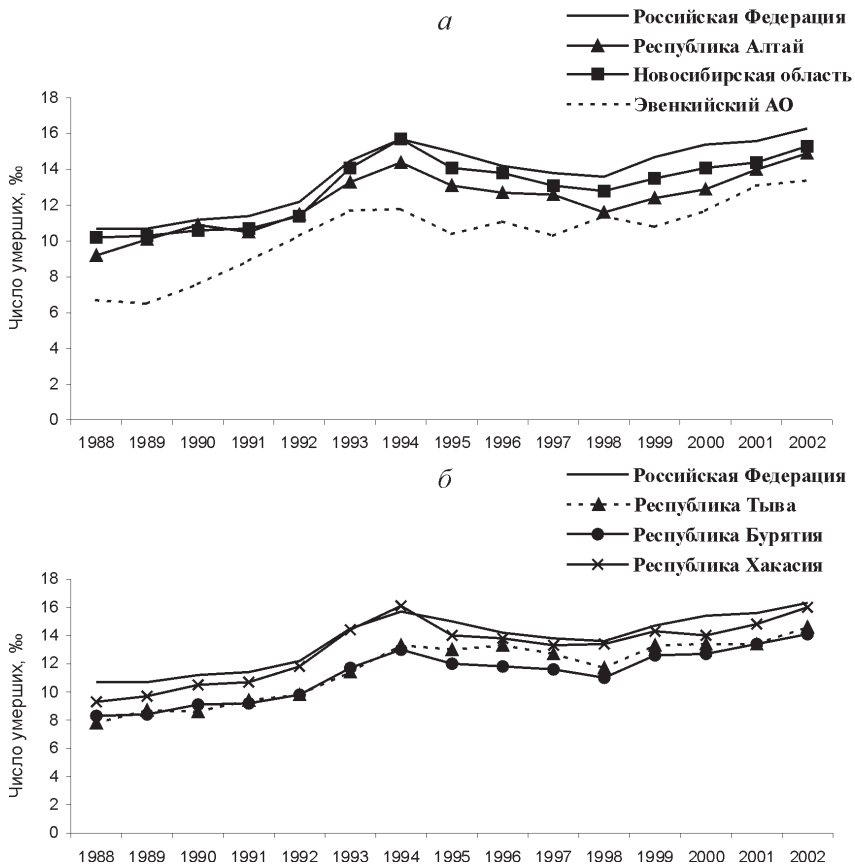 а
Российская Федерация
Республика Алтай
Новосибирская область
Эвенкийский АО
Число умерших, ‰
18
16
14
12
10
8
6
4
2
0
1988 1989 1990 1991 1992 1993 1994 1995 1996 1997 1998 1999 2000 2001 2002
б
Российская Федерация
Республика Тыва
Республика Бурятия
Республика Хакасия
Число умерших, ‰
18
16
14
12
10
8
6
4
2
0
1988 1989 1990 1991 1992 1993 1994 1995 1996 1997 1998 1999 2000 2001 2002